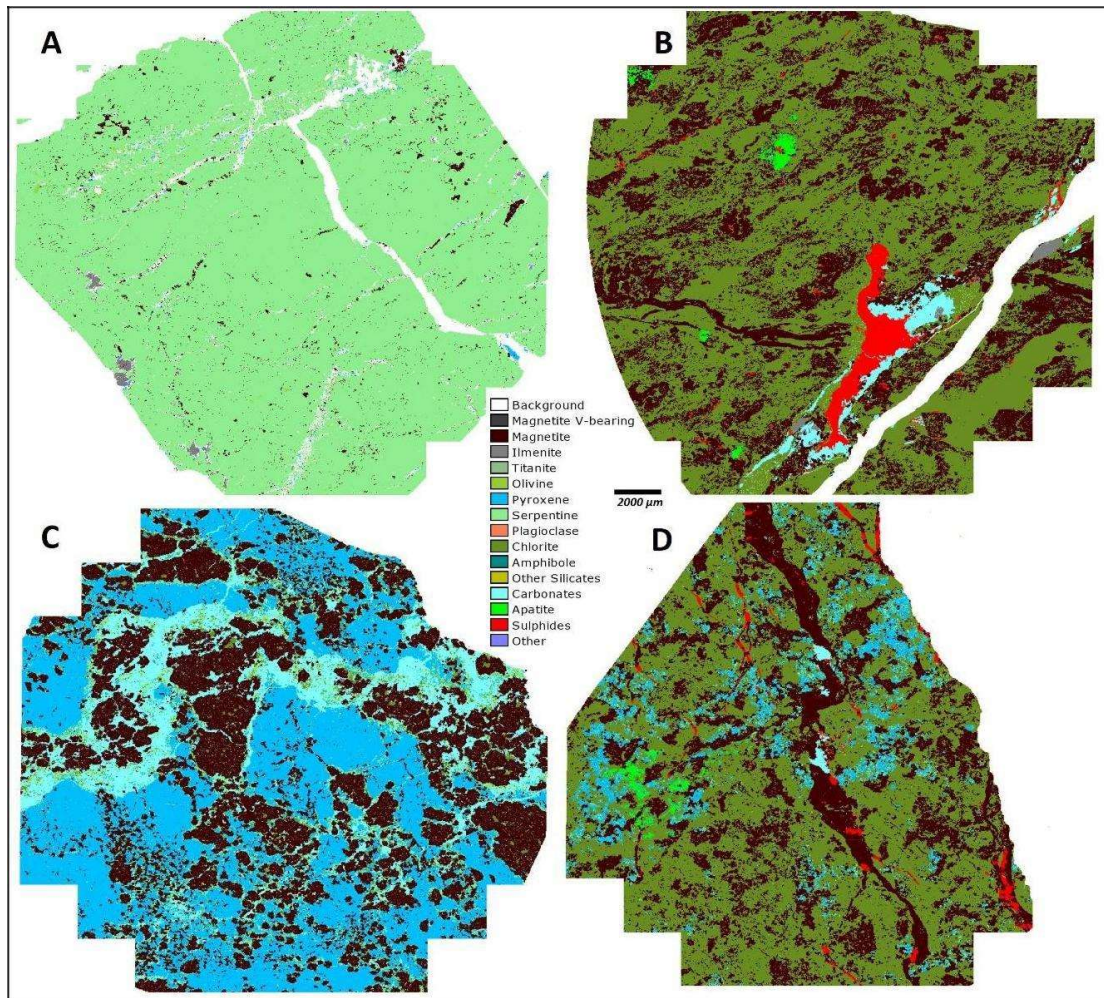 A
B
Background
Magnetite V-bearing
Magnetite
Ilmenite
Titanite
Olivine
Pyroxene
Serpentine
Plagioclase
Chlorite
Amphibole
Other Silicates
Carbonates
Apatite
Sulphides
Other
2000 µm
C
D